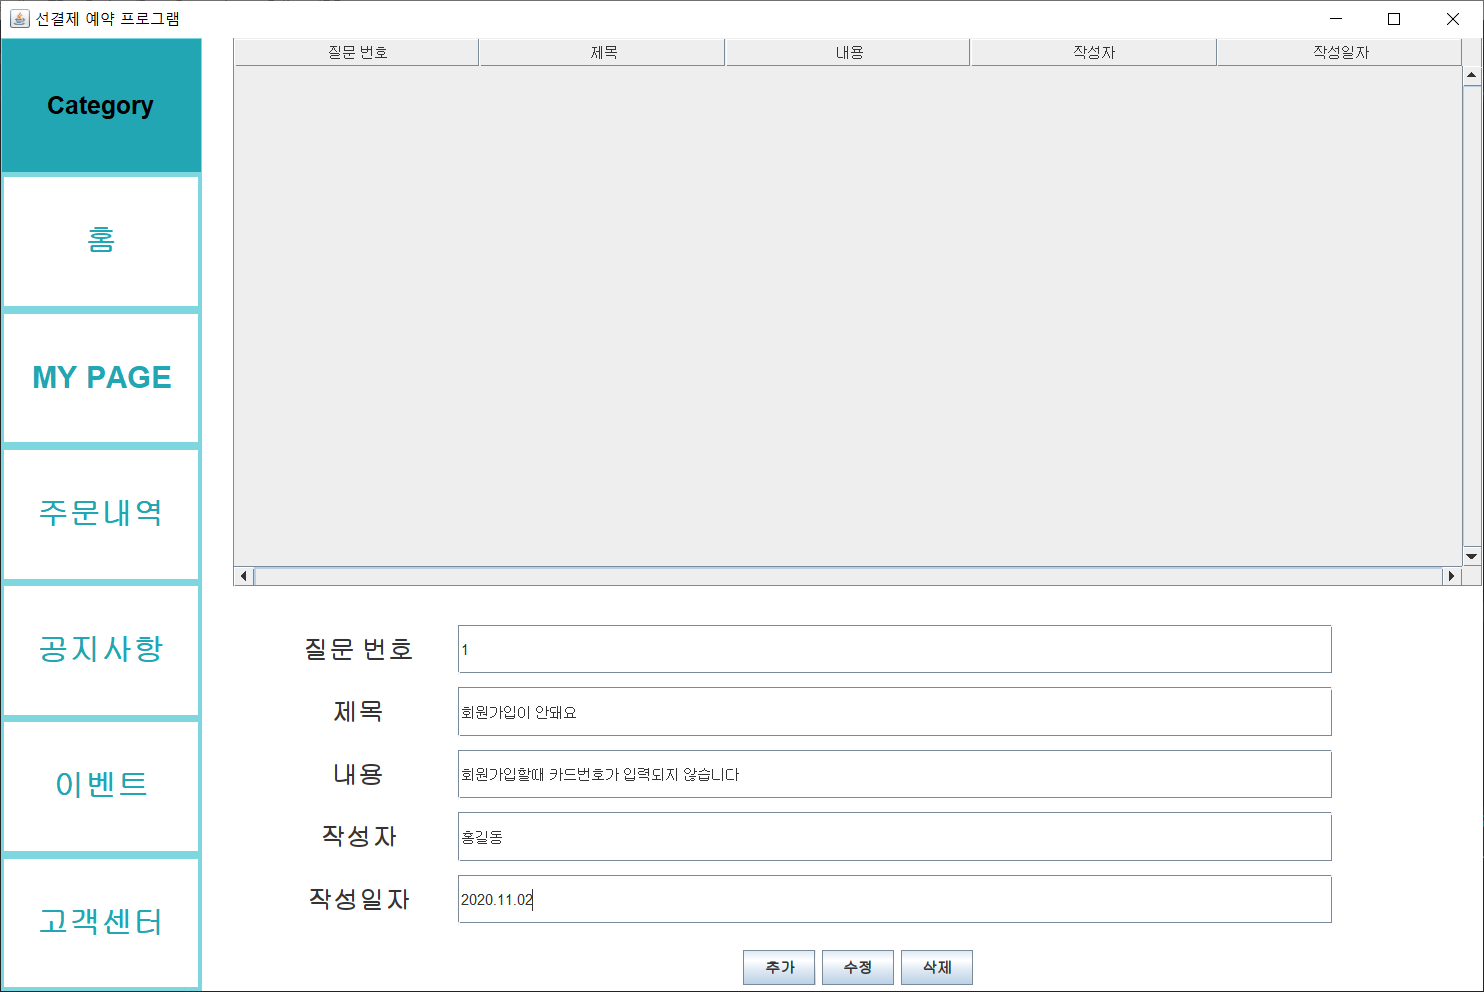 선결제 예약 프로그램
Category
홈
MY PAGE
주문내역
공지사항
이벤트
고객센터
질문 번호 제목 내용 작성자 작성일자
질문 번호 1
제목 회원가입이 안돼요
내용 회원가입할때 카드번호가 입력되지 않습니다
작성자 홍길동
작성일자 2020.11.02
추가 수정 삭제